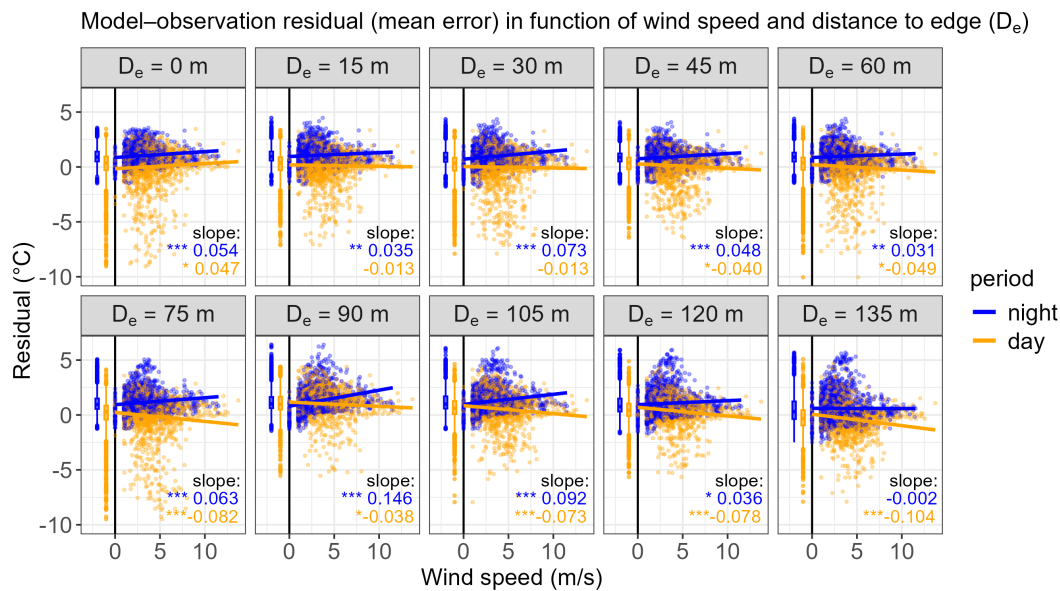 Model–observation residual (mean error) in function of wind speed and distance to edge (Dₑ)
Dₑ = 0 m
Dₑ = 15 m
Dₑ = 30 m
Dₑ = 45 m
Dₑ = 60 m
5
0
-5
-10
slope:
*** 0.054
* 0.047
slope:
** 0.035
-0.013
slope:
*** 0.073
-0.013
slope:
*** 0.048
*-0.040
slope:
** 0.031
*-0.049
Residual (°C)
period
night
day
Dₑ = 75 m
Dₑ = 90 m
Dₑ = 105 m
Dₑ = 120 m
Dₑ = 135 m
5
0
-5
-10
slope:
*** 0.063
***-0.082
slope:
*** 0.146
*-0.038
slope:
*** 0.092
***-0.073
slope:
* 0.036
***-0.078
slope:
-0.002
***-0.104
0 5 10
0 5 10
0 5 10
0 5 10
0 5 10
Wind speed (m/s)